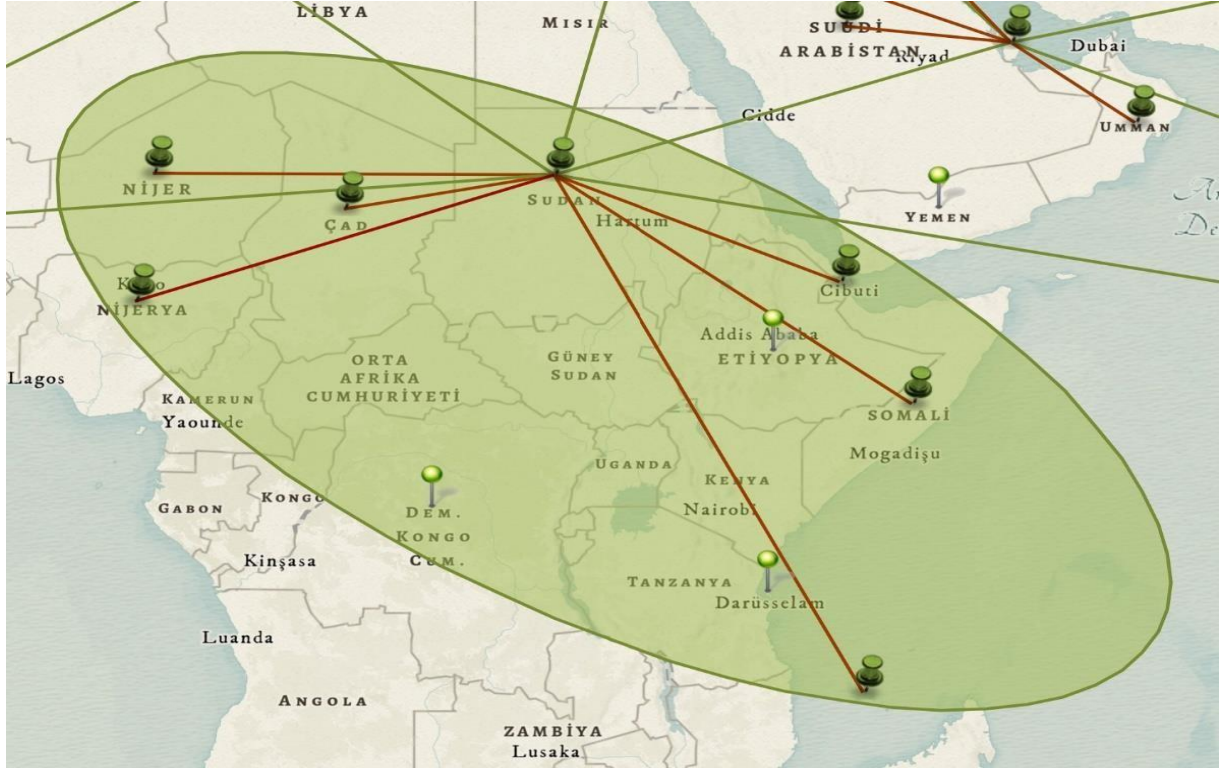 LİBYA
MISIR
SUUDİ
ARABİSTAN
Riyad
Dubai
Cidde
UMMAN
NİJER
ÇAD
SUDAN
Hartum
YEMEN
NİJERYA
Cibuti
Addis Ababa
ETİYOPYA
Lagos
ORTA
AFRİKA
CUMHURİYETİ
GÜNEY
SUDAN
KAMERUN
Yaounde
SOMALİ
Mogadişu
UGANDA
KENYA
Nairobi
GABON
KONGO
DEM.
KONGO
CUM.
Kinşasa
TANZANYA
Darüsselam
Luanda
ANGOLA
ZAMBİYA
Lusaka